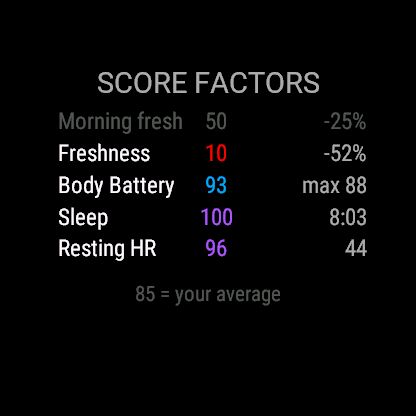 SCORE FACTORS
Morning fresh 50 -25%
Freshness 10 -52%
Body Battery 93 max 88
Sleep 100 8:03
Resting HR 96 44
85 = your average